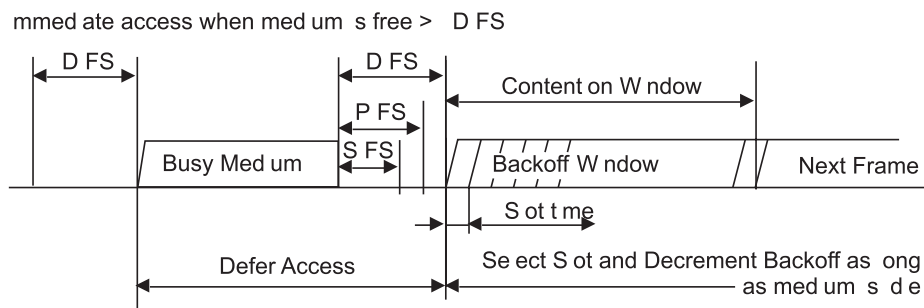 mmed ate access when med um s free > D FS
D FS
D FS
Content on W ndow
P FS
S FS
Busy Med um
Backoff W ndow
Next Frame
S ot t me
Defer Access
Se ect S ot and Decrement Backoff as ong
as med um s d e